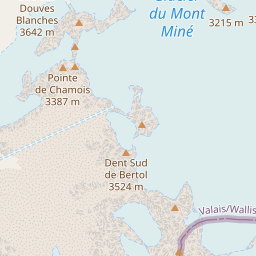 Douves
Blanches
3642 m
du Mont
Miné
3215 m
Pointe
de Chamois
3387 m
Dent Sud
de Bertol
3524 m
Valais/Wallis